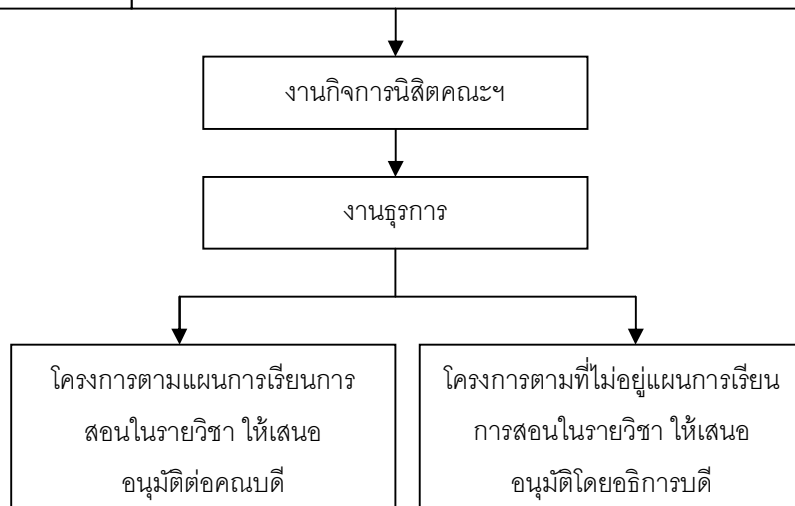 งานกิจการนิสิตคณะฯ
งานธุรการ
โครงการตามแผนการเรียนการ
สอนในรายวิชา ให้เสนอ
อนุมัติต่อคณบดี
โครงการตามที่ไม่อยู่แผนการเรียน
การสอนในรายวิชา ให้เสนอ
อนุมัติโดยอธิการบดี